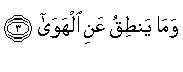 وَمَا يَنطِقُ عَنِ ٱلْهَوَىٰٓ ﴿٣﴾